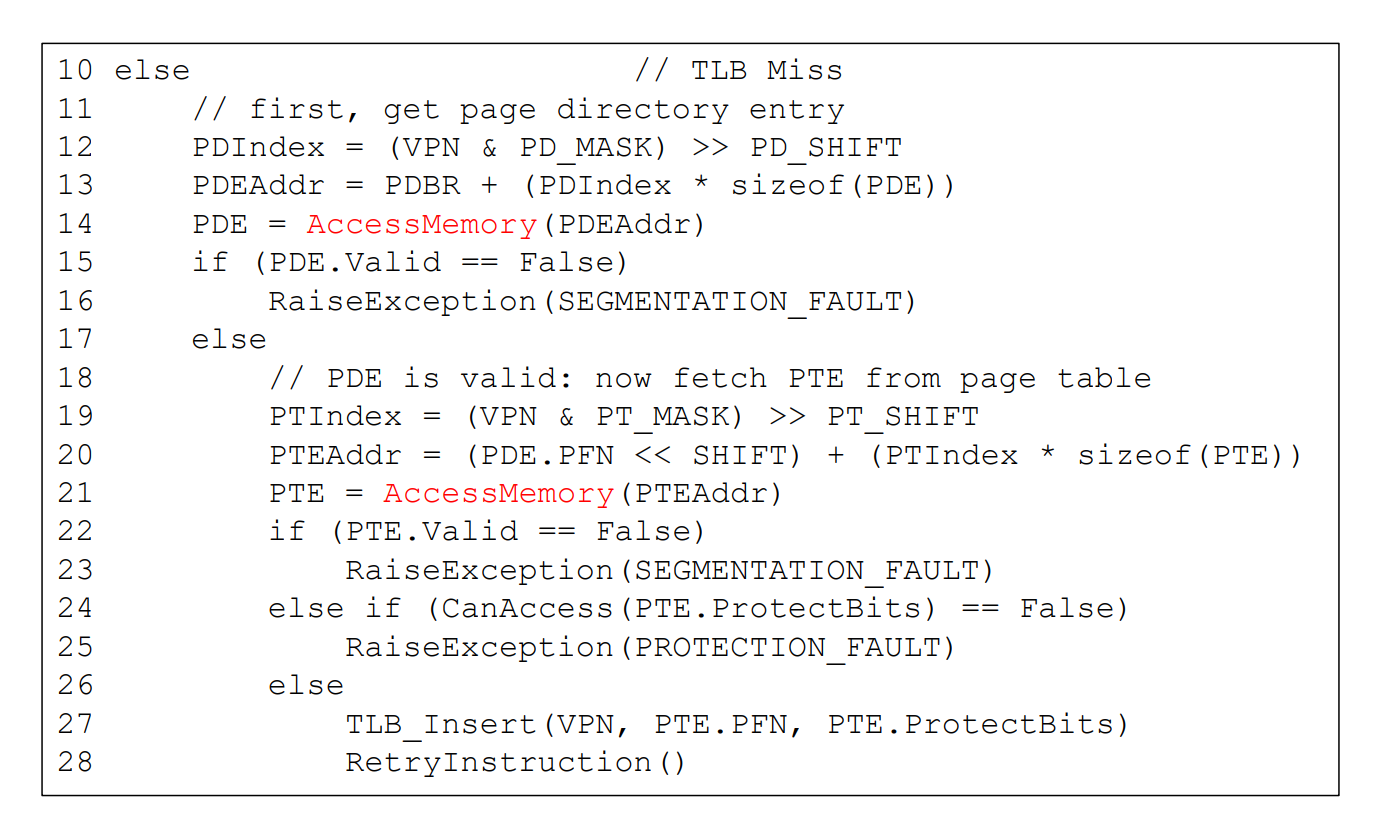 10 else // TLB Miss
11 // first, get page directory entry
12 PDIndex = (VPN & PD_MASK) >> PD_SHIFT
13 PDEAddr = PDBR + (PDIndex * sizeof(PDE))
14 PDE = AccessMemory(PDEAddr)
15 if (PDE.Valid == False)
16 RaiseException(SEGMENTATION_FAULT)
17 else
18 // PDE is valid: now fetch PTE from page table
19 PTIndex = (VPN & PT_MASK) >> PT_SHIFT
20 PTEAddr = (PDE.PFN << SHIFT) + (PTIndex * sizeof(PTE))
21 PTE = AccessMemory(PTEAddr)
22 if (PTE.Valid == False)
23 RaiseException(SEGMENTATION_FAULT)
24 else if (CanAccess(PTE.ProtectBits) == False)
25 RaiseException(PROTECTION_FAULT)
26 else
27 TLB_Insert(VPN, PTE.PFN, PTE.ProtectBits)
28 RetryInstruction()